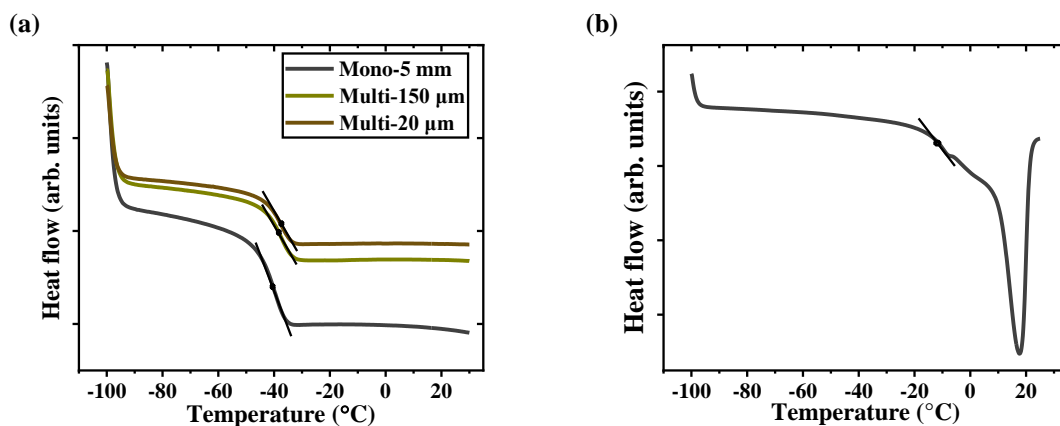 (a)
Mono-5 mm
Multi-150 μm
Multi-20 μm
Heat flow (arb. units)
-100 -80 -60 -40 -20 0 20
Temperature (°C)
(b)
Heat flow (arb. units)
-100 -80 -60 -40 -20 0 20
Temperature (°C)